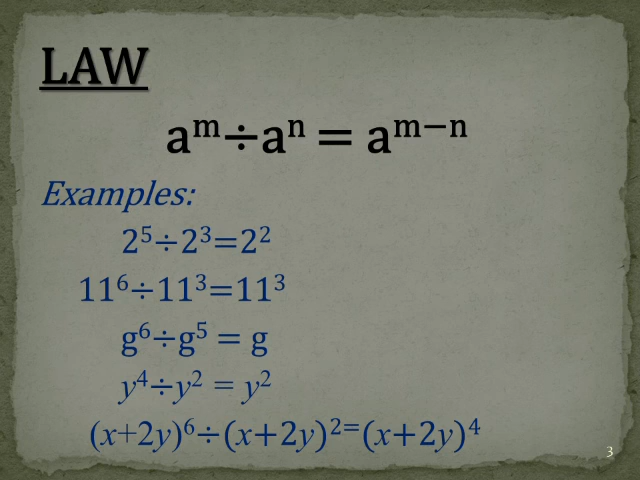 LAW
aᵐ÷aⁿ = aᵐ⁻ⁿ
Examples:
2⁵÷2³=2²
11⁶÷11³=11³
g⁶÷g⁵ = g
y⁴÷y² = y²
(x+2y)⁶÷(x+2y)²⁼(x+2y)⁴
3